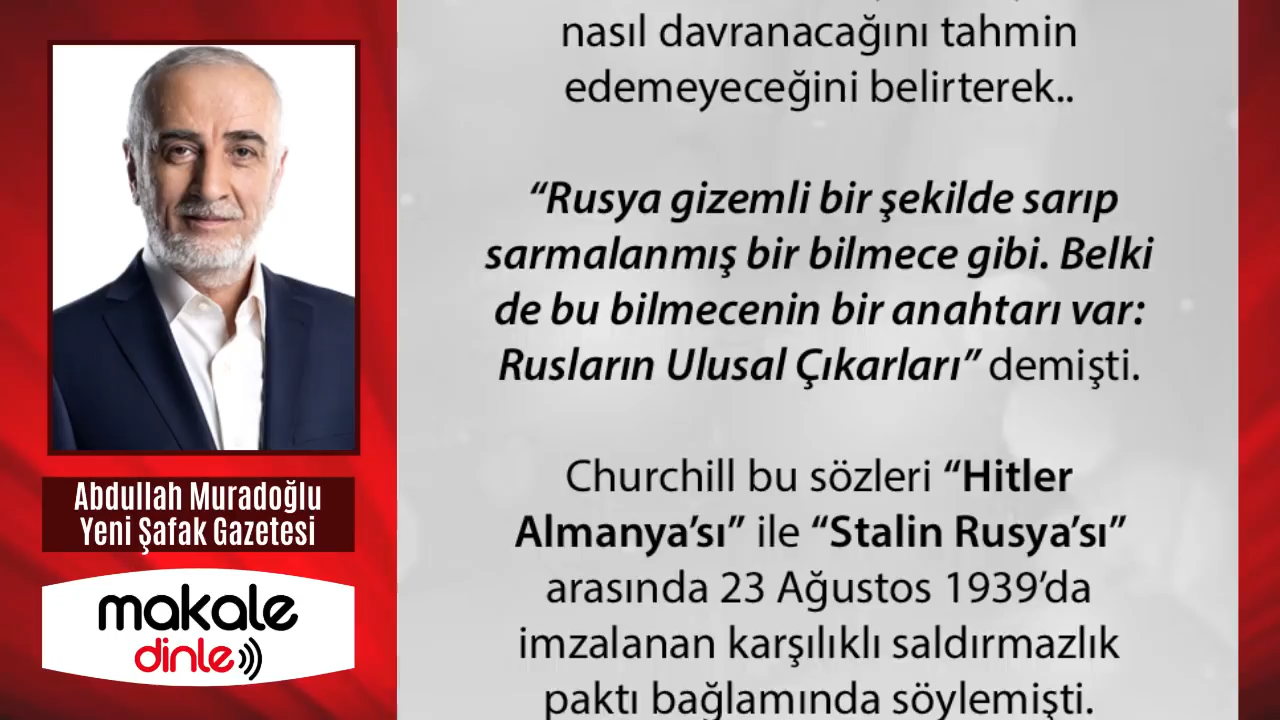 nasıl davranacağını tahmin
edemeyeceğini belirterek..
“Rusya gizemli bir şekilde sarıp
sarmalanmış bir bilmece gibi. Belki
de bu bilmecenin bir anahtarı var:
Rusların Ulusal Çıkarları” demişti.
Churchill bu sözleri “Hitler
Almanya’sı” ile “Stalin Rusya’sı”
arasında 23 Ağustos 1939’da
imzalanan karşılıklı saldırmazlık
paktı bağlamında söylemişti.
Abdullah Muradoğlu
Yeni Şafak Gazetesi
makale
dinle